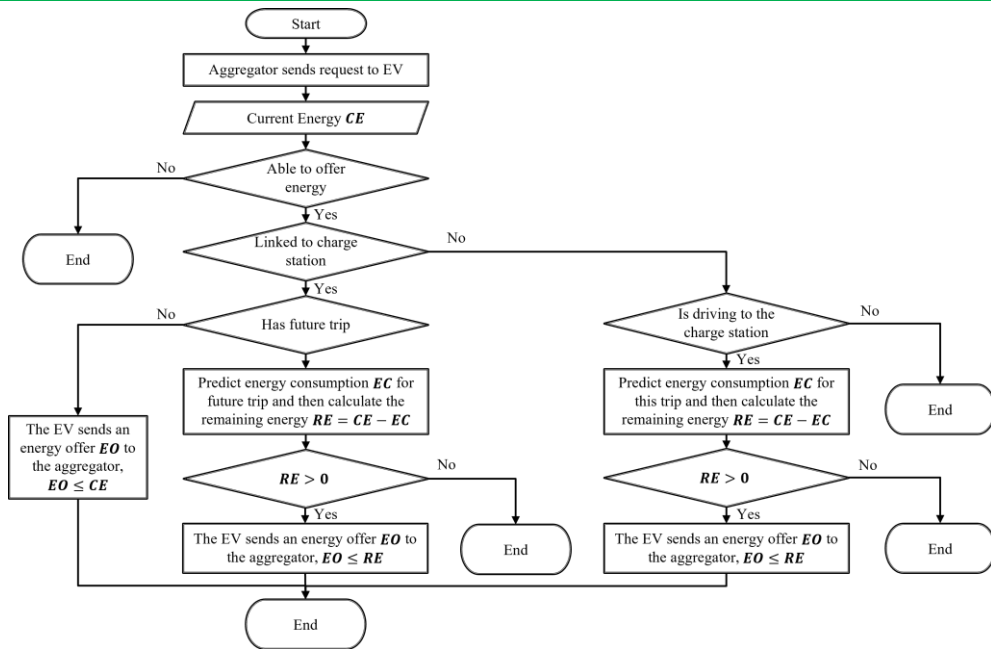 Start
Aggregator sends request to EV
Current Energy CE
Able to offer
energy
No
Yes
End
Linked to charge
station
No
Yes
Has future trip
No
Yes
Is driving to the
charge station
No
Yes
End
Predict energy consumption EC for
future trip and then calculate the
remaining energy RE = CE − EC
Predict energy consumption EC for
this trip and then calculate the
remaining energy RE = CE − EC
The EV sends an
energy offer EO to
the aggregator,
EO ≤ CE
RE > 0
No
Yes
End
RE > 0
No
Yes
End
The EV sends an energy offer EO to
the aggregator, EO ≤ RE
The EV sends an energy offer EO to
the aggregator, EO ≤ RE
End